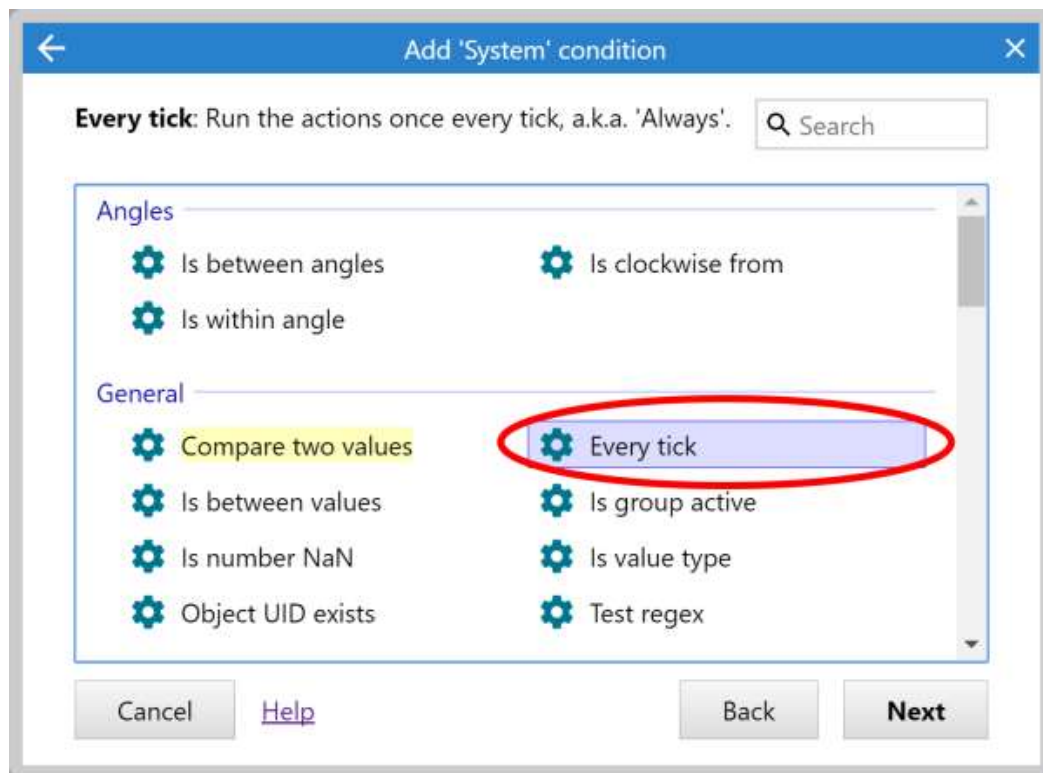 Add 'System' condition
Every tick: Run the actions once every tick, a.k.a. 'Always'.
Search
Angles
Is between angles
Is clockwise from
Is within angle
General
Compare two values
Every tick
Is between values
Is group active
Is number NaN
Is value type
Object UID exists
Test regex
Cancel
Help
Back
Next